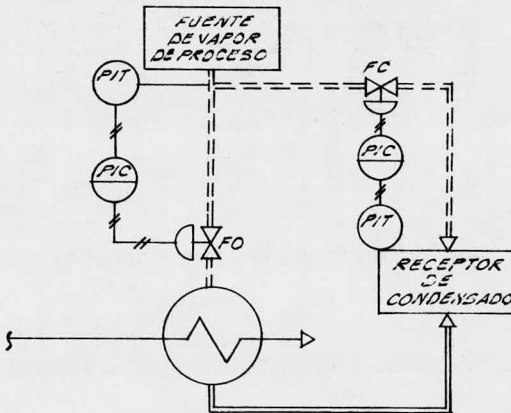 FUENTE
DE VAPOR
DE PROCESO
PIT
FC
PIC
PIC
PIT
FO
RECEPTOR
DE
CONDENSADO